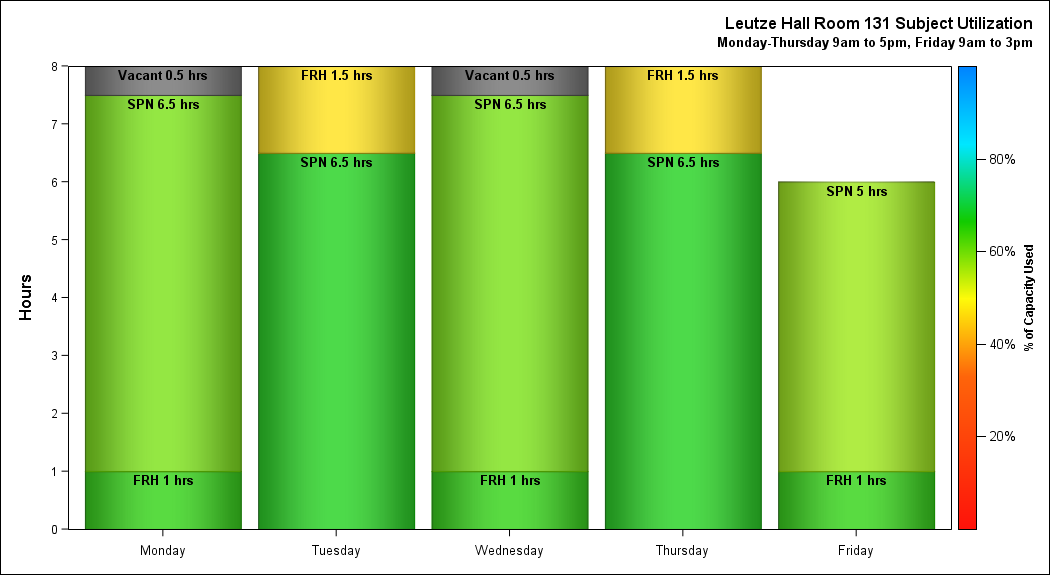 Leutze Hall Room 131 Subject Utilization
Monday-Thursday 9am to 5pm, Friday 9am to 3pm
Hours
8
7
6
5
4
3
2
1
0
Vacant 0.5 hrs
SPN 6.5 hrs
FRH 1 hrs
FRH 1.5 hrs
SPN 6.5 hrs
Vacant 0.5 hrs
SPN 6.5 hrs
FRH 1 hrs
FRH 1.5 hrs
SPN 6.5 hrs
SPN 5 hrs
FRH 1 hrs
Monday
Tuesday
Wednesday
Thursday
Friday
80%
60%
40%
20%
% of Capacity Used